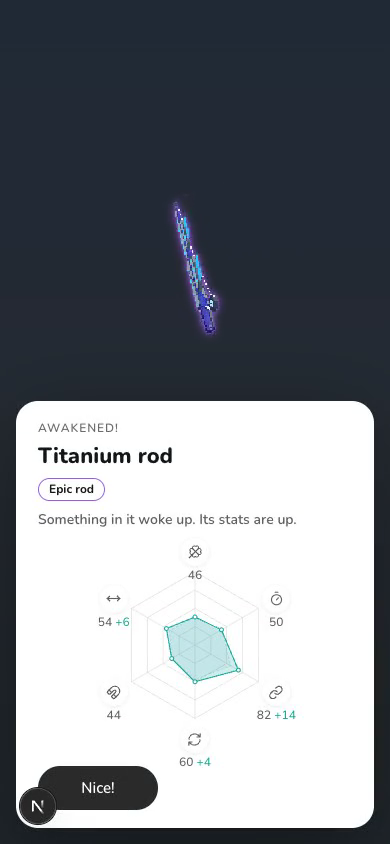 AWAKENED!
Titanium rod
Epic rod
Something in it woke up. Its stats are up.
46
54 +6
50
44
82 +14
60 +4
Nice!
N